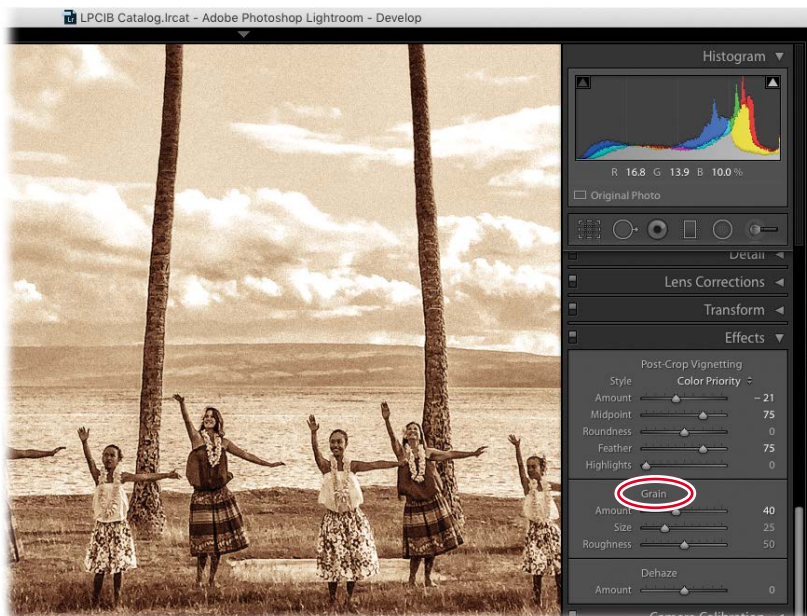 LPCIB Catalog.lrcat - Adobe Photoshop Lightroom - Develop
Histogram
R 16.8 G 13.9 B 10.0 %
Original Photo
Detail
Lens Corrections
Transform
Effects
Post-Crop Vignetting
Style Color Priority
Amount – 21
Midpoint 75
Roundness 0
Feather 75
Highlights 0
Grain
Amount 40
Size 25
Roughness 50
Dehaze
Amount 0
Camera Calibration